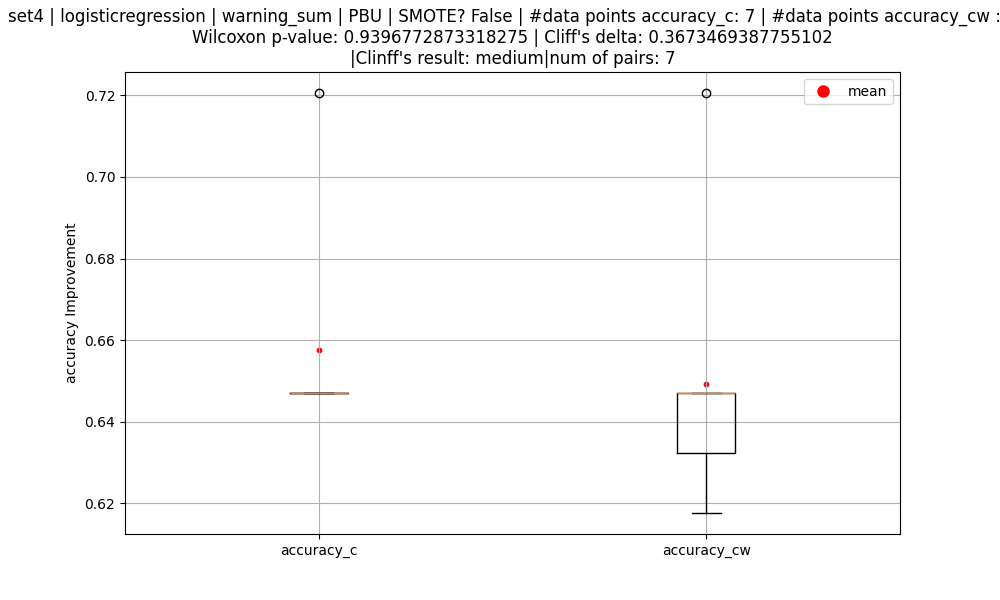 set4 | logisticregression | warning_sum | PBU | SMOTE? False | #data points accuracy_c: 7 | #data points accuracy_cw :
Wilcoxon p-value: 0.9396772873318275 | Cliff's delta: 0.3673469387755102
|Clinff's result: medium|num of pairs: 7
mean
0.72
0.70
0.68
0.66
0.64
0.62
accuracy Improvement
accuracy_c
accuracy_cw